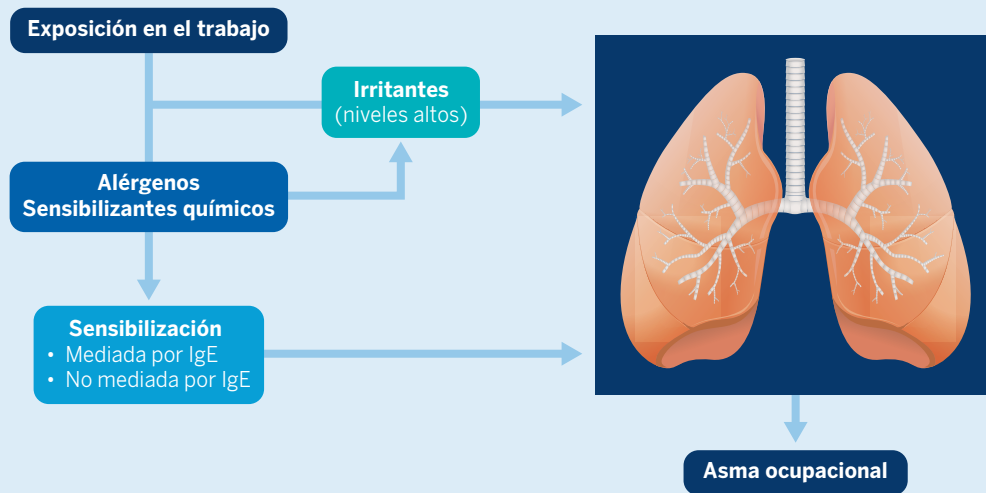 Exposición en el trabajo
Irritantes
(niveles altos)
Alérgenos
Sensibilizantes químicos
Sensibilización
• Mediada por IgE
• No mediada por IgE
Asma ocupacional